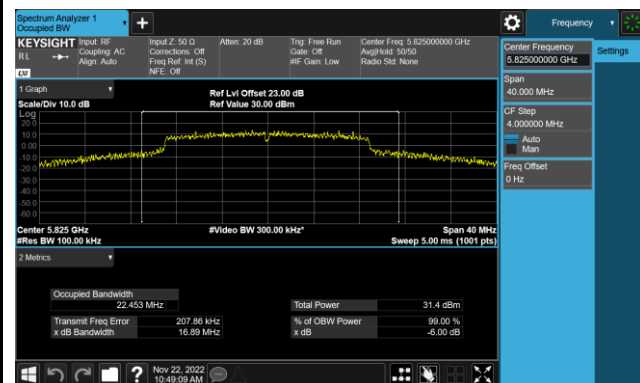 Spectrum Analyzer 1
Occupied BW
+
Frequency
KEYSIGHT
RL
LXI
Input: RF
Coupling: AC
Align: Auto
Input Z: 50 Ω
Corrections: Off
Freq Ref: Int (S)
NFE: Off
Atten: 20 dB
Trig: Free Run
Gate: Off
#IF Gain: Low
Center Freq: 5.825000000 GHz
Avg|Hold: 50/50
Radio Std: None
Center Frequency
5.825000000 GHz
Settings
Span
40.000 MHz
CF Step
4.000000 MHz
Auto
Man
Freq Offset
0 Hz
1 Graph
Scale/Div 10.0 dB
Ref Lvl Offset 23.00 dB
Ref Value 30.00 dBm
Log
20.0
10.0
0.00
-10.0
-20.0
-30.0
-40.0
-50.0
-60.0
Center 5.825 GHz
#Video BW 300.00 kHz*
Span 40 MHz
#Res BW 100.00 kHz
Sweep 5.00 ms (1001 pts)
2 Metrics
Occupied Bandwidth
22.453 MHz
Total Power 31.4 dBm
Transmit Freq Error 207.86 kHz
% of OBW Power 99.00 %
x dB Bandwidth 16.89 MHz
x dB -6.00 dB
?
Nov 22, 2022
10:49:09 AM